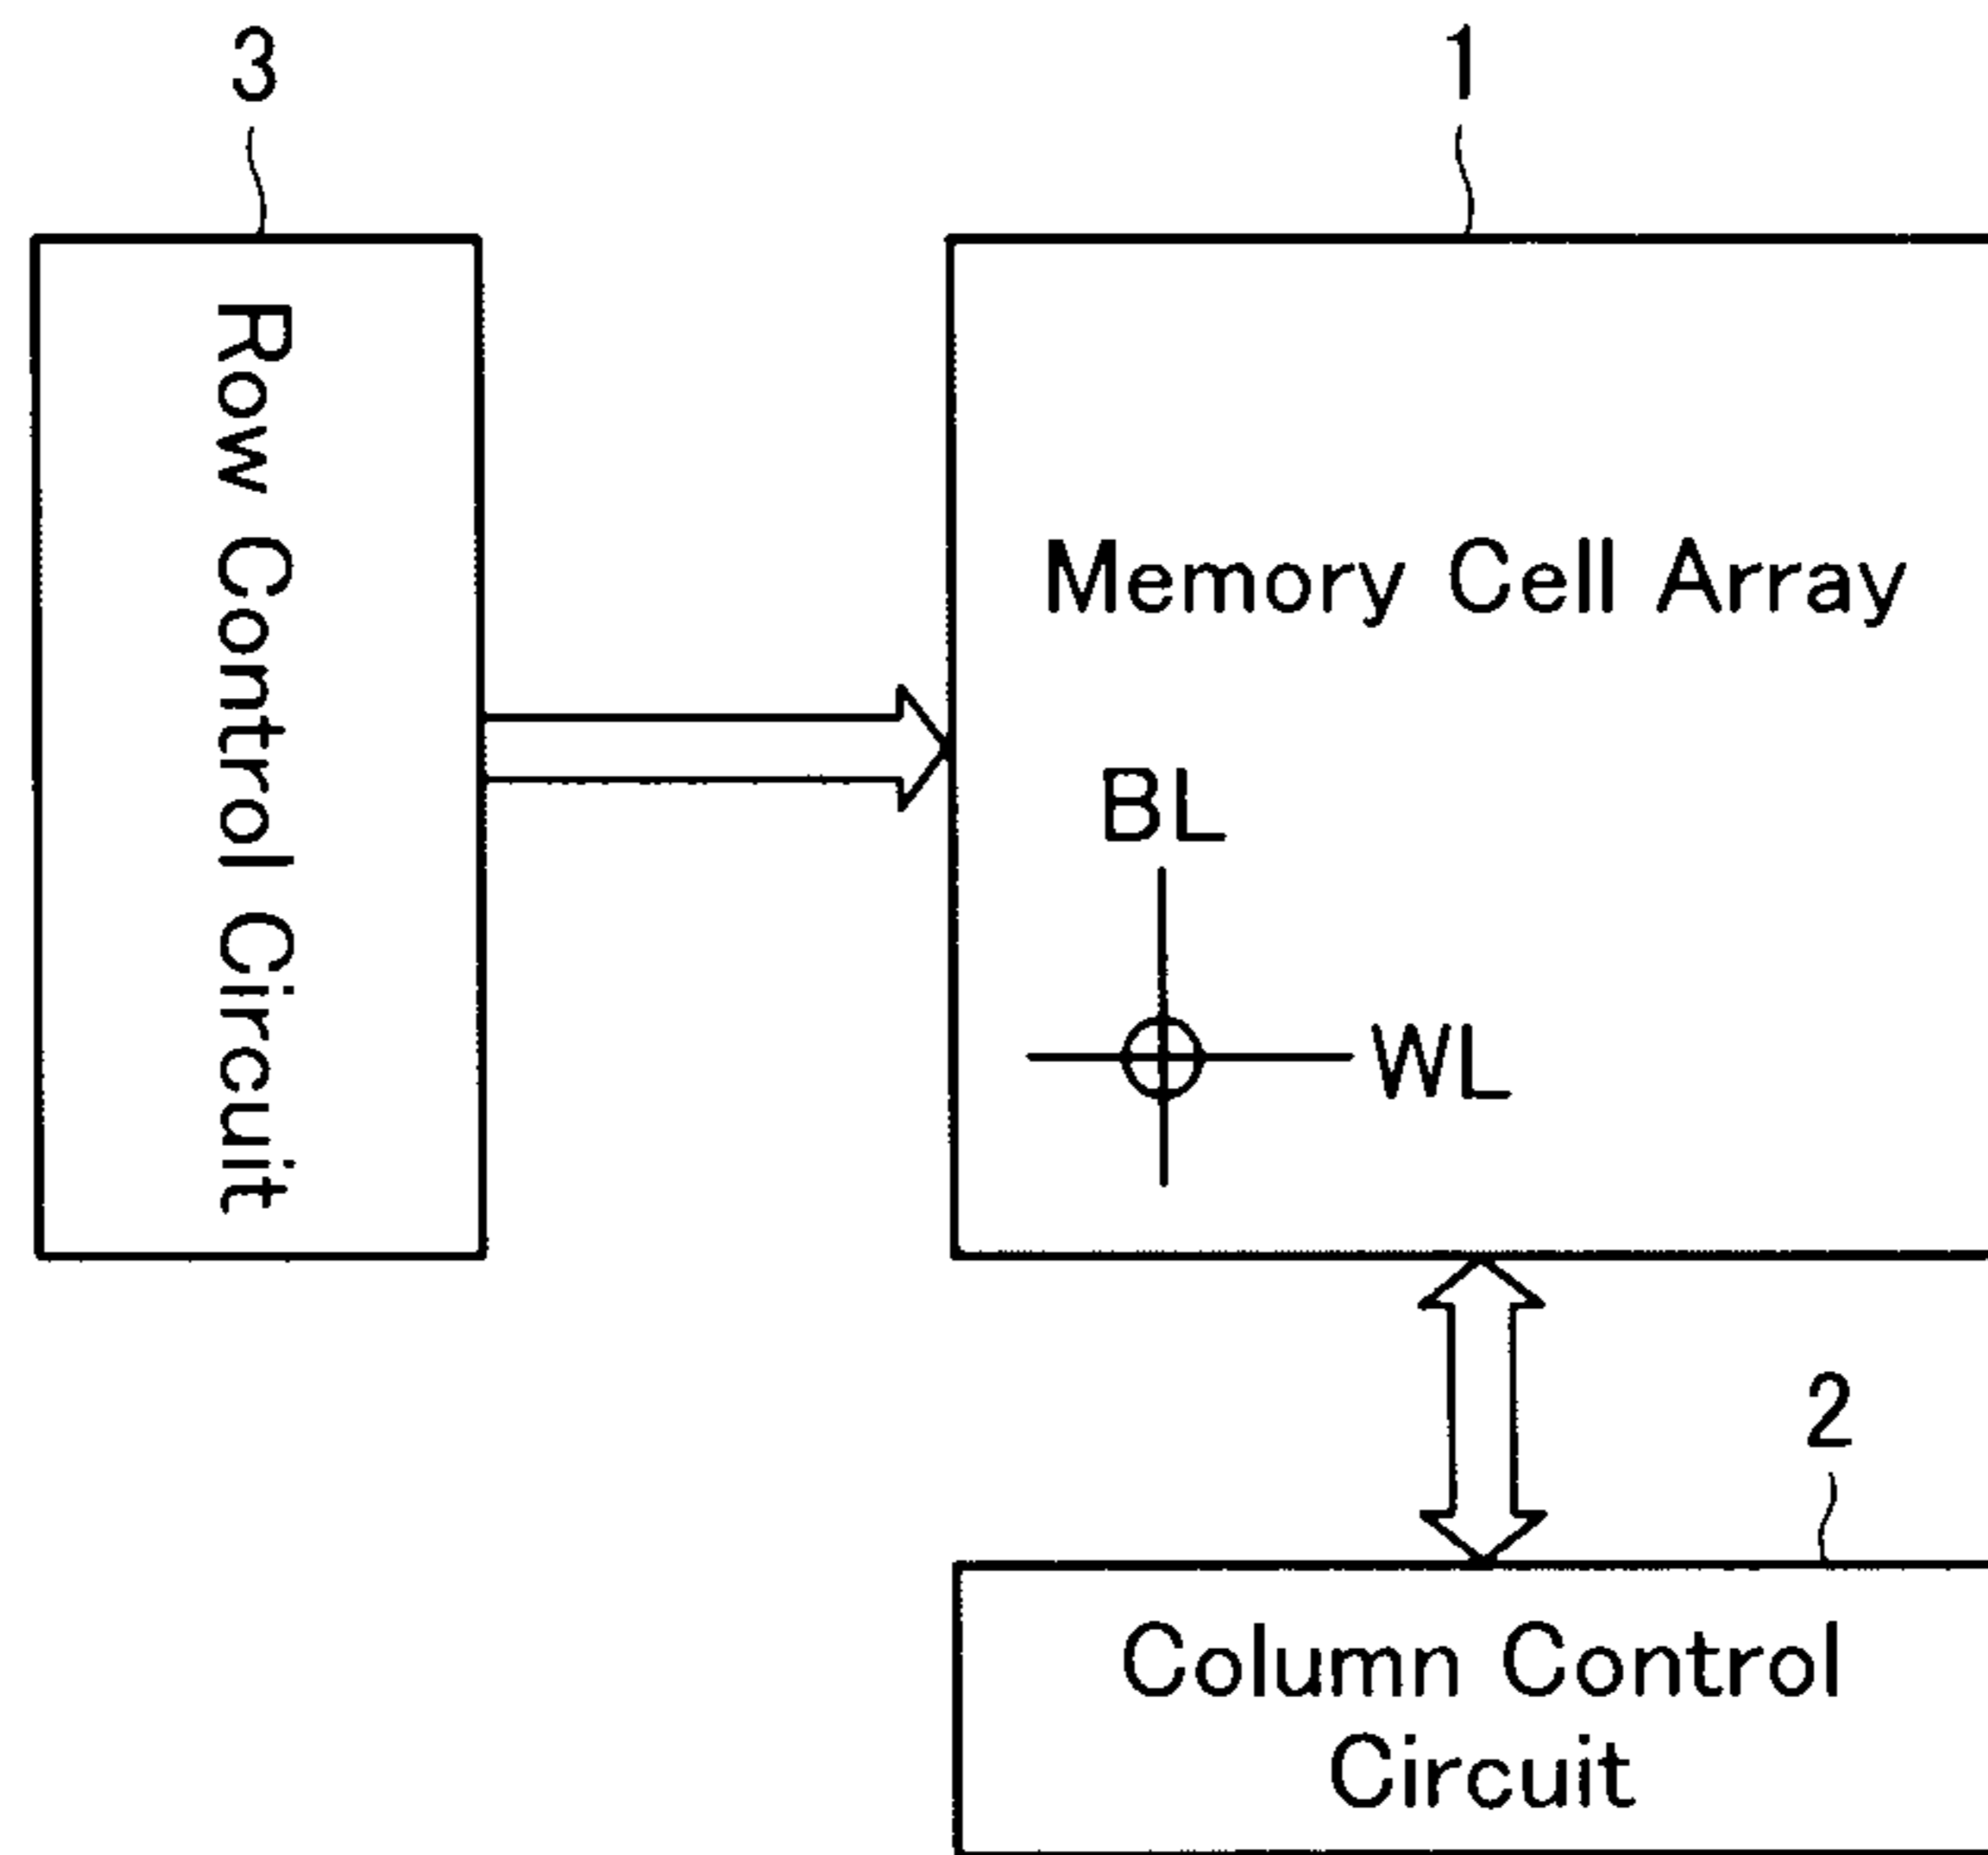 3
1
Row Control Circuit
Memory Cell Array
BL
WL
2
Column Control
Circuit